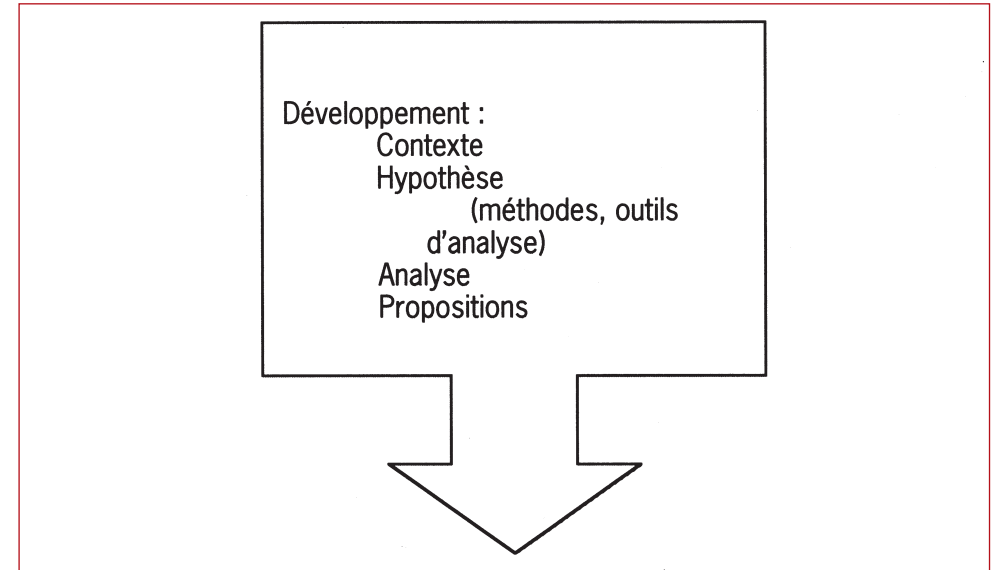 Développement :
Contexte
Hypothèse
(méthodes, outils
d'analyse)
Analyse
Propositions